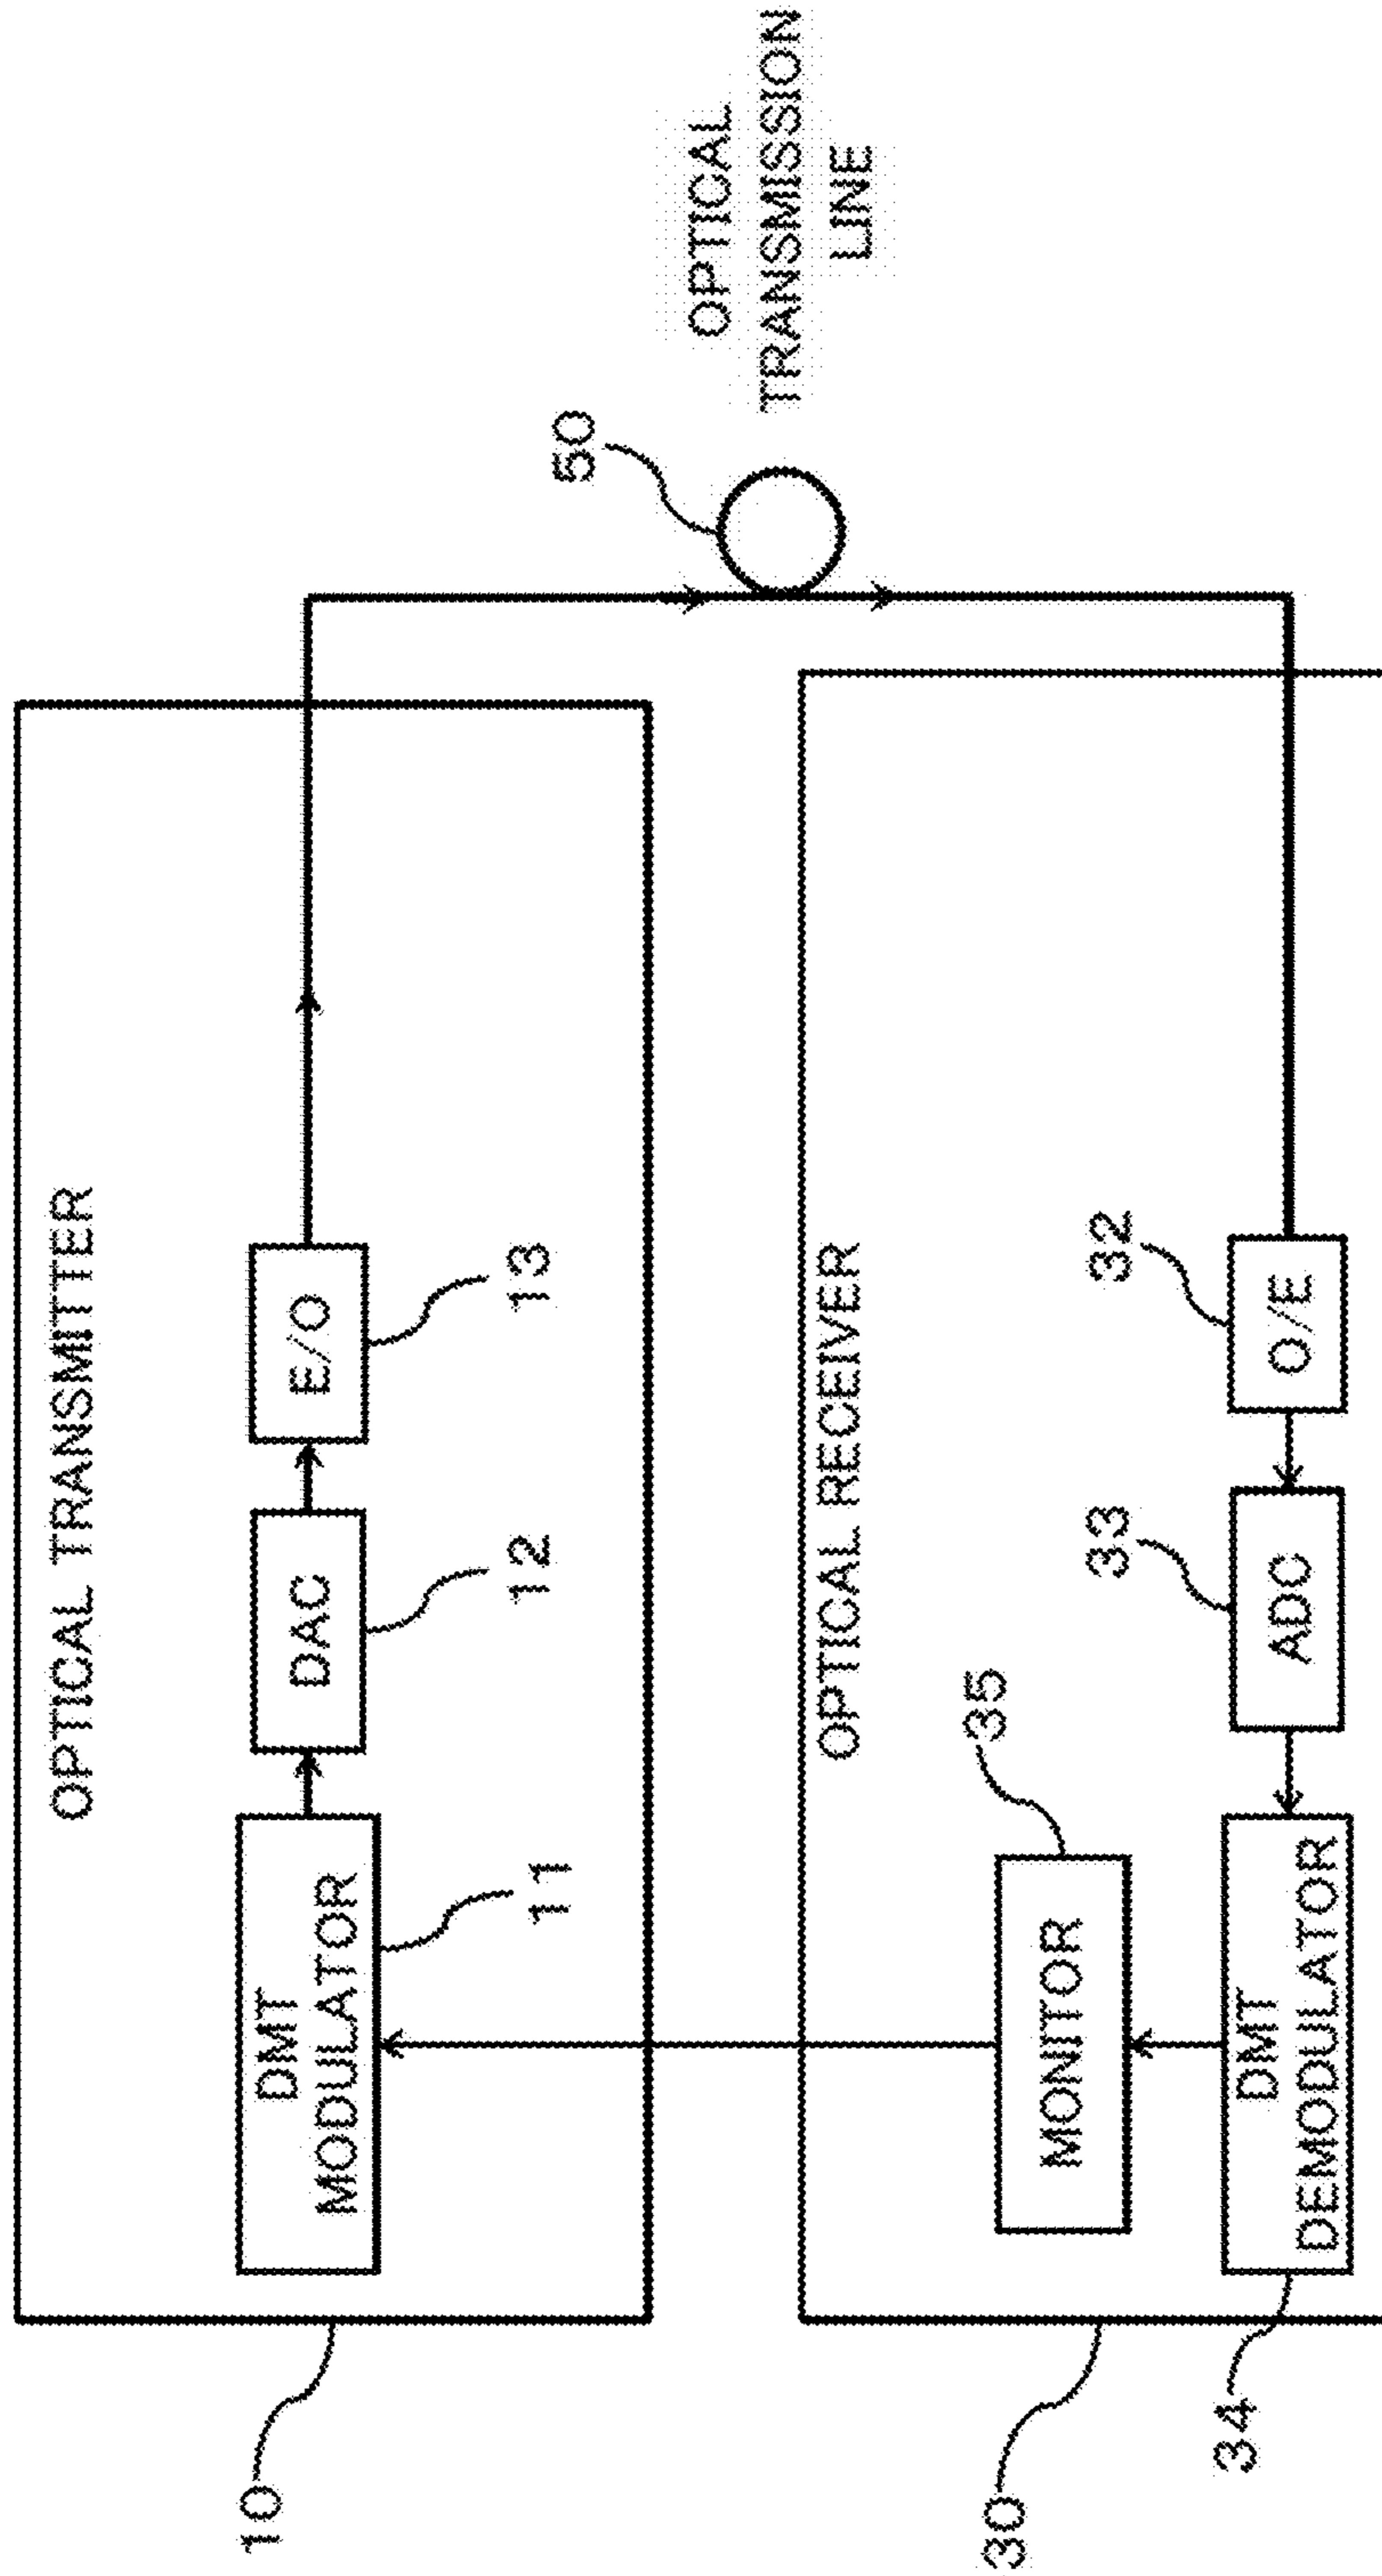 OPTICAL TRANSMITTER
10
DMT
MODULATOR
11
DAC
12
E/O
13
50
OPTICAL
TRANSMISSION
LINE
OPTICAL RECEIVER
30
MONITOR
35
DMT
DEMODULATOR
34
ADC
33
O/E
32